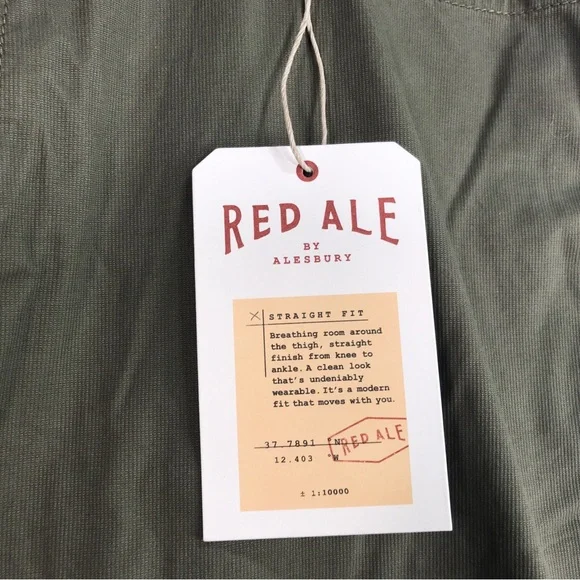 RED ALE
BY
ALESBURY
STRAIGHT FIT
Breathing room around
the thigh, straight
finish from knee to
ankle. A clean look
that's undeniably
wearable. It's a modern
fit that moves with you.
37.7891 °N
RED ALE
12.403 °W
± 1:10000